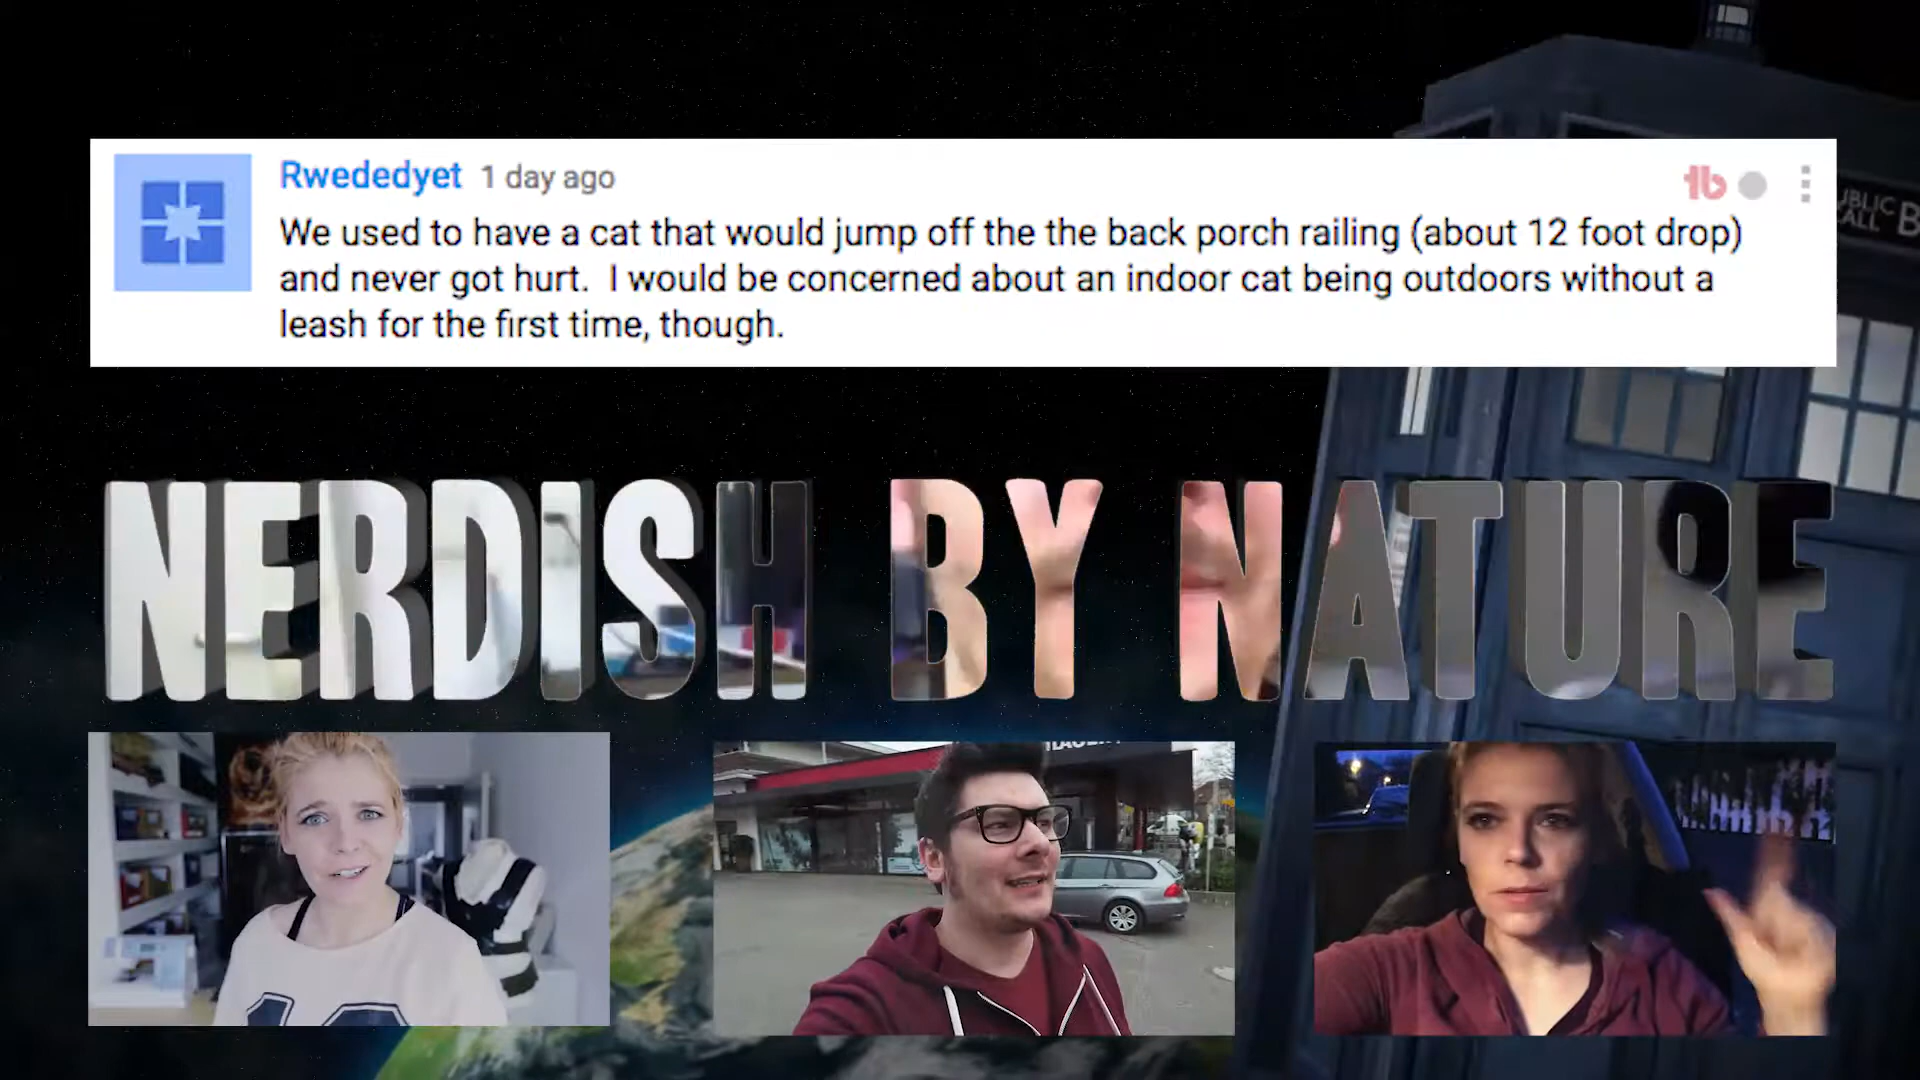 Rwededyet 1 day ago
We used to have a cat that would jump off the the back porch railing (about 12 foot drop)
and never got hurt. I would be concerned about an indoor cat being outdoors without a
leash for the first time, though.
NERDISH BY NATURE